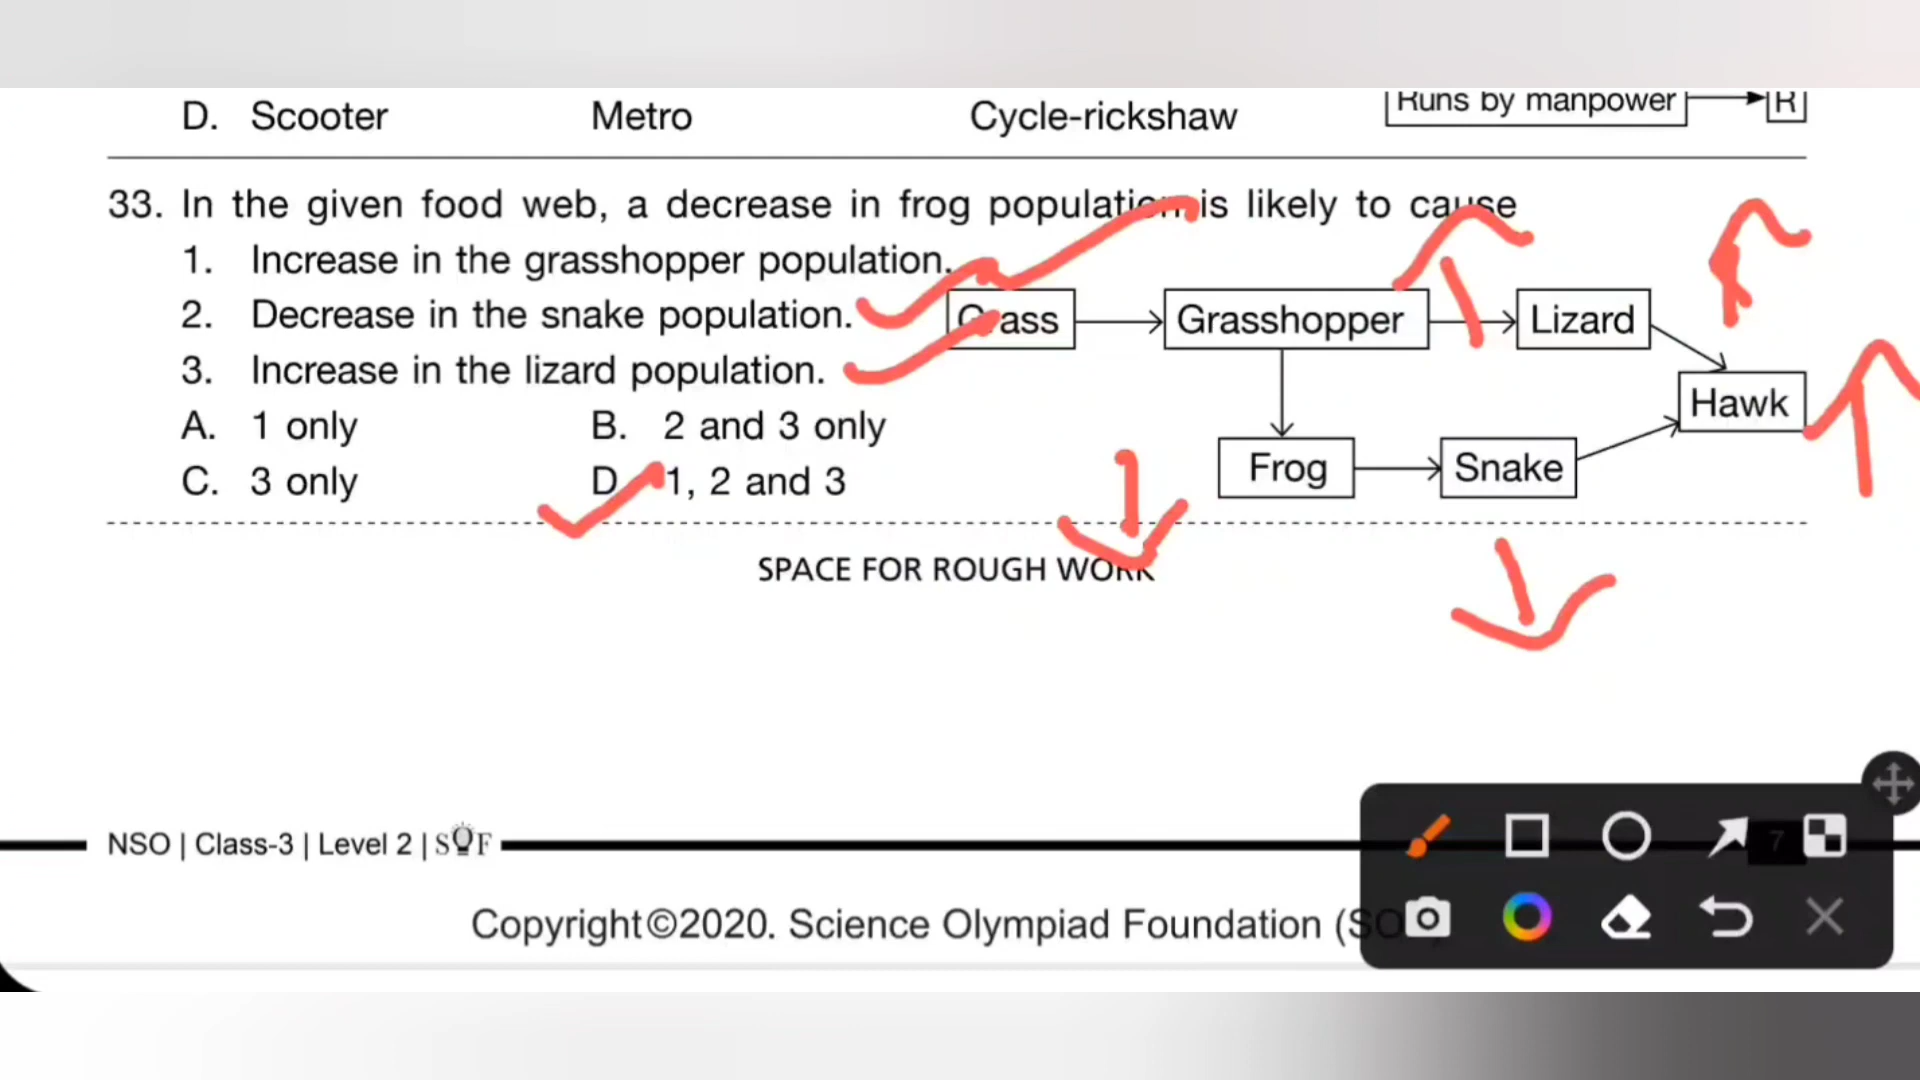 D. Scooter Metro Cycle-rickshaw Runs by manpower R
33. In the given food web, a decrease in frog population is likely to cause
1. Increase in the grasshopper population.
2. Decrease in the snake population.
3. Increase in the lizard population.
Grass Grasshopper Lizard
Hawk
Frog Snake
A. 1 only B. 2 and 3 only
C. 3 only D 1, 2 and 3
SPACE FOR ROUGH WORK
NSO | Class-3 | Level 2 | SOF 7
Copyright©2020. Science Olympiad Foundation (SO